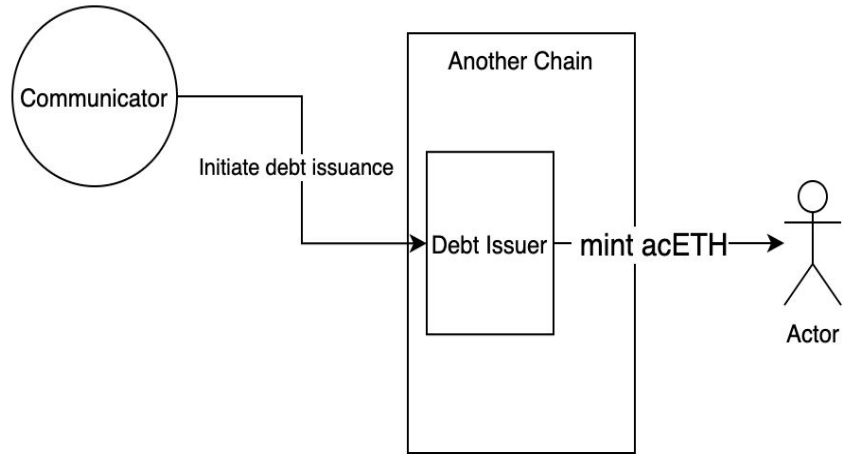 Another Chain
Communicator
Initiate debt issuance
Debt Issuer
mint acETH
Actor